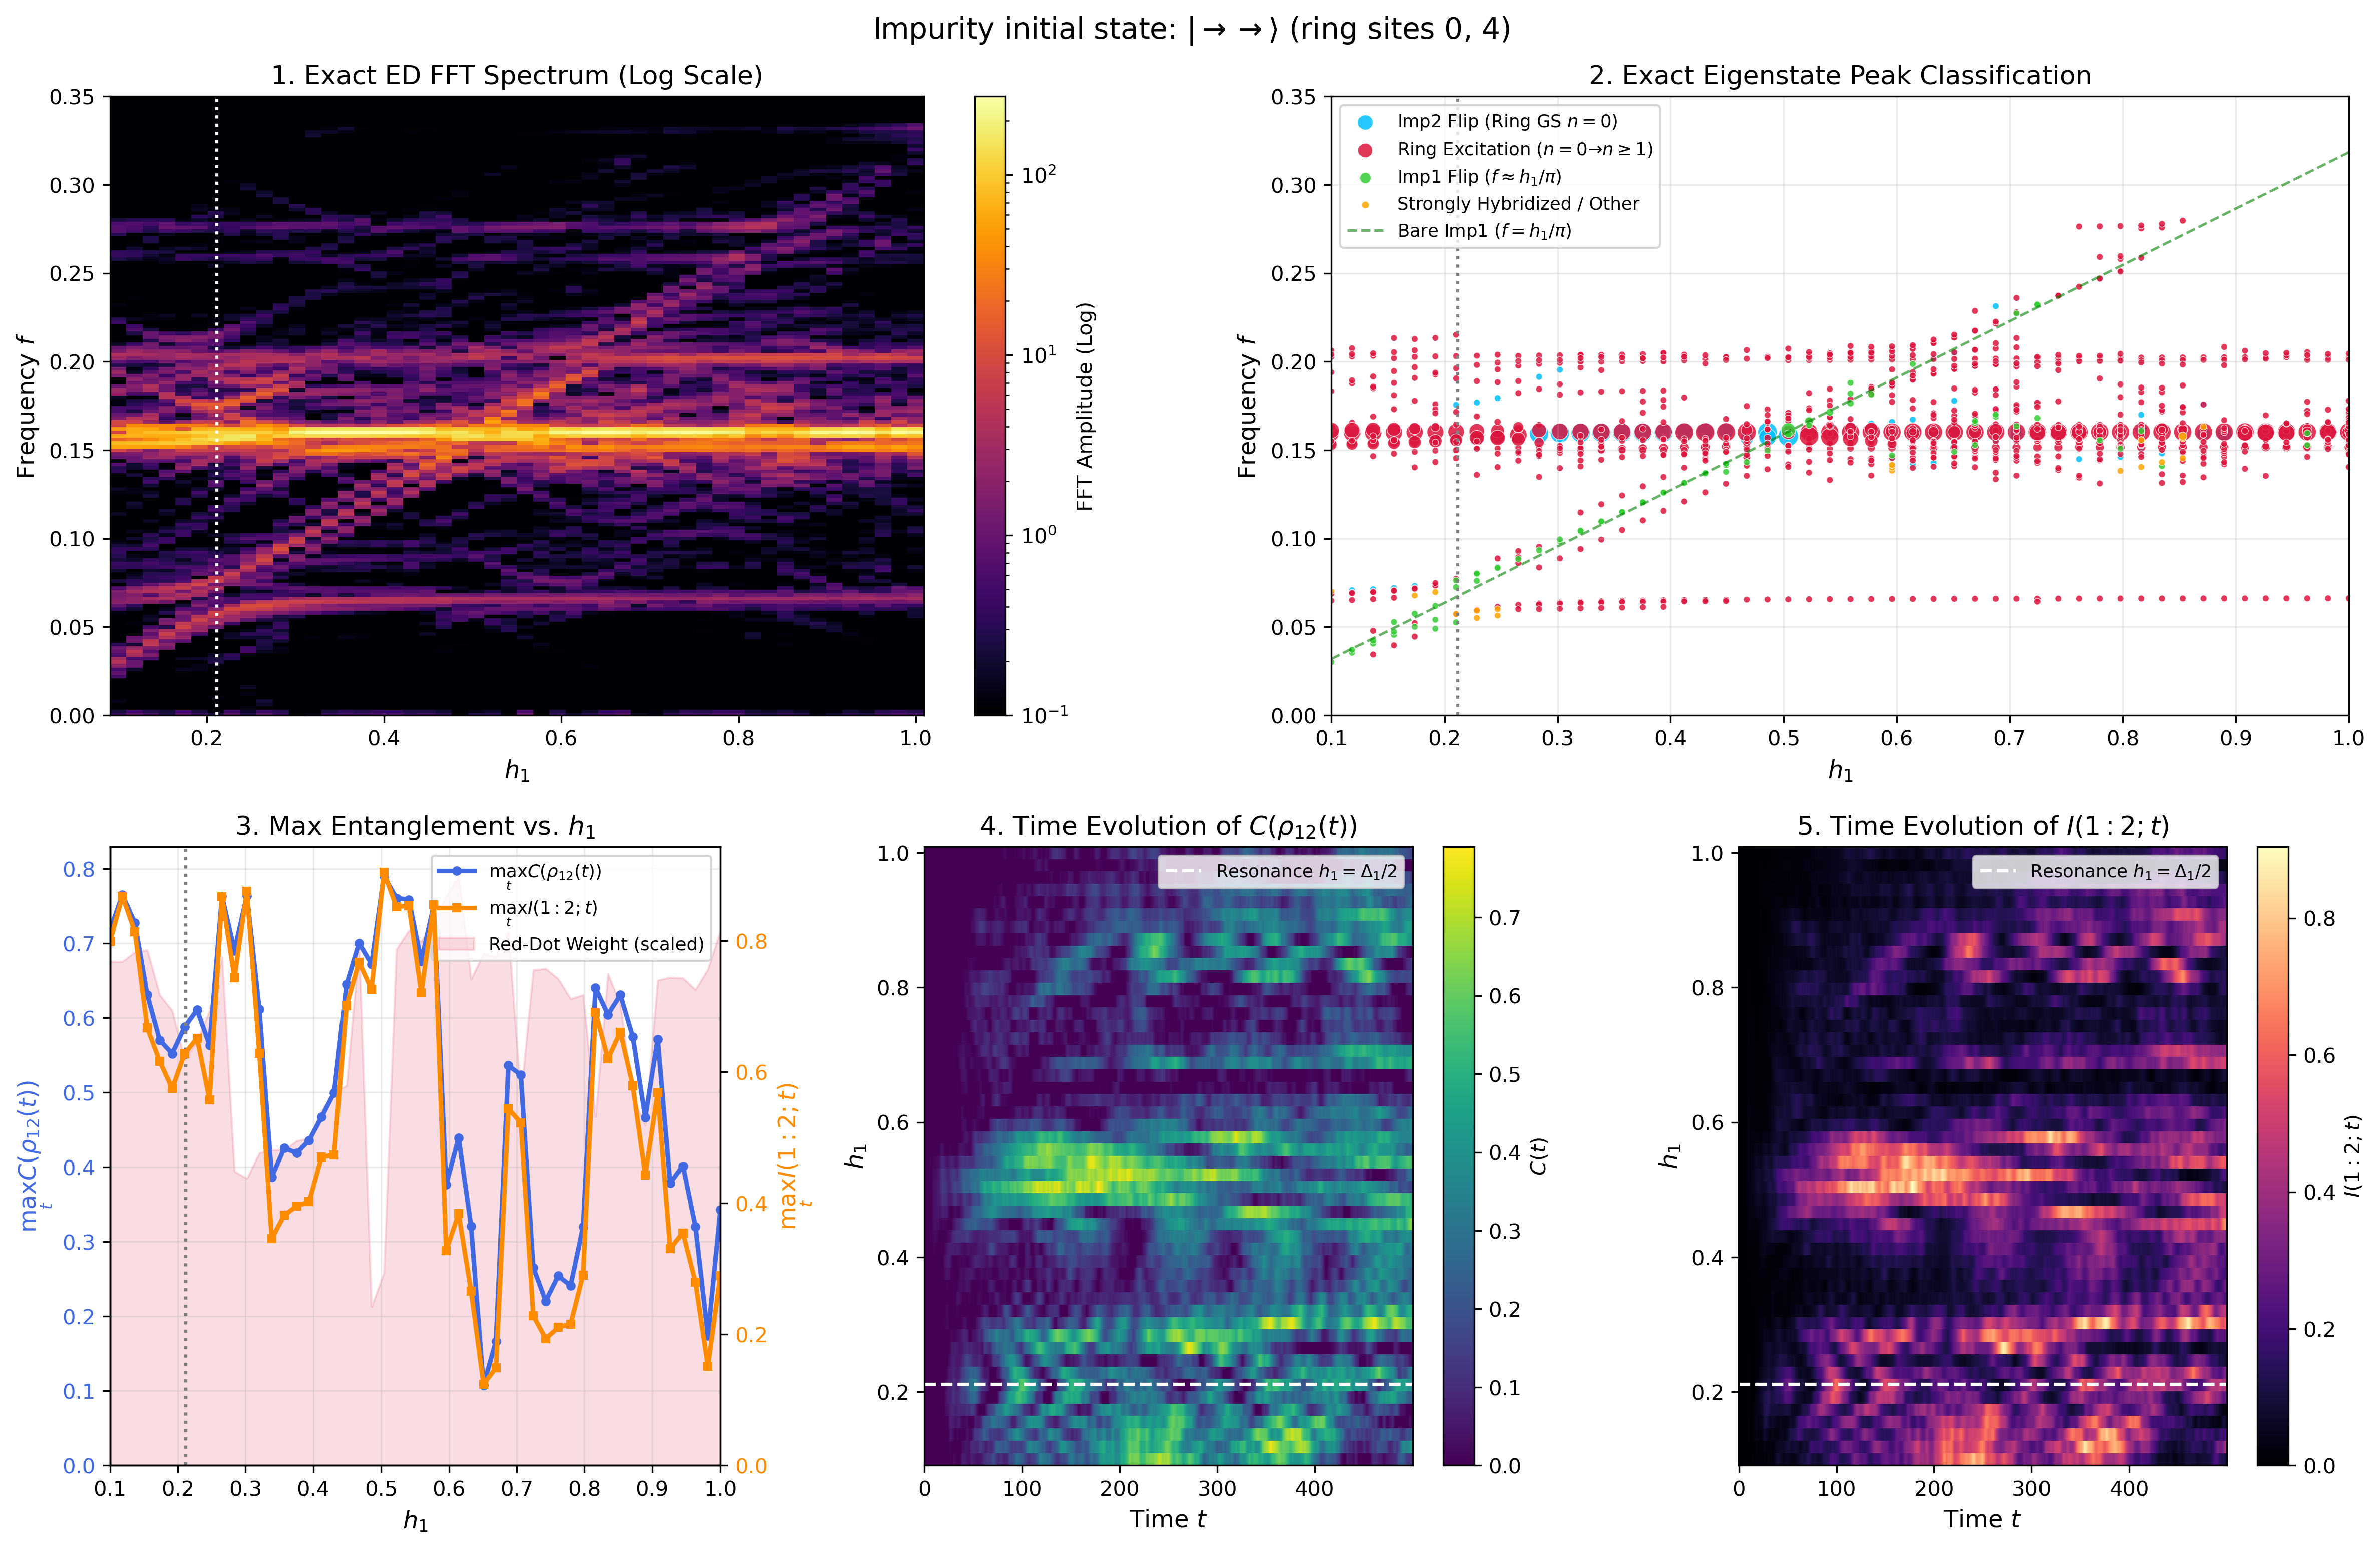 Impurity initial state: |→→⟩ (ring sites 0, 4)
1. Exact ED FFT Spectrum (Log Scale)
0.35
0.30
0.25
0.20
0.15
0.10
0.05
0.00
Frequency f
0.2
0.4
0.6
0.8
1.0
h₁
10²
10¹
10⁰
10⁻¹
FFT Amplitude (Log)
2. Exact Eigenstate Peak Classification
Imp2 Flip (Ring GS n = 0)
Ring Excitation (n = 0→n ≥ 1)
Imp1 Flip (f ≈ h₁/π)
Strongly Hybridized / Other
Bare Imp1 (f = h₁/π)
0.35
0.30
0.25
0.20
0.15
0.10
0.05
0.00
Frequency f
0.1
0.2
0.3
0.4
0.5
0.6
0.7
0.8
0.9
1.0
h₁
3. Max Entanglement vs. h₁
max C(ρ₁₂(t))
t
max I(1 : 2; t)
t
Red-Dot Weight (scaled)
0.8
0.7
0.6
0.5
0.4
0.3
0.2
0.1
0.0
max C(ρ₁₂(t))
t
0.8
0.6
0.4
0.2
0.0
max I(1 : 2; t)
t
0.1
0.2
0.3
0.4
0.5
0.6
0.7
0.8
0.9
1.0
h₁
4. Time Evolution of C(ρ₁₂(t))
Resonance h₁ = Δ₁/2
1.0
0.8
0.6
0.4
0.2
h₁
0
100
200
300
400
Time t
0.7
0.6
0.5
0.4
0.3
0.2
0.1
0.0
C(t)
5. Time Evolution of I(1 : 2; t)
Resonance h₁ = Δ₁/2
1.0
0.8
0.6
0.4
0.2
h₁
0
100
200
300
400
Time t
0.8
0.6
0.4
0.2
0.0
I(1 : 2; t)